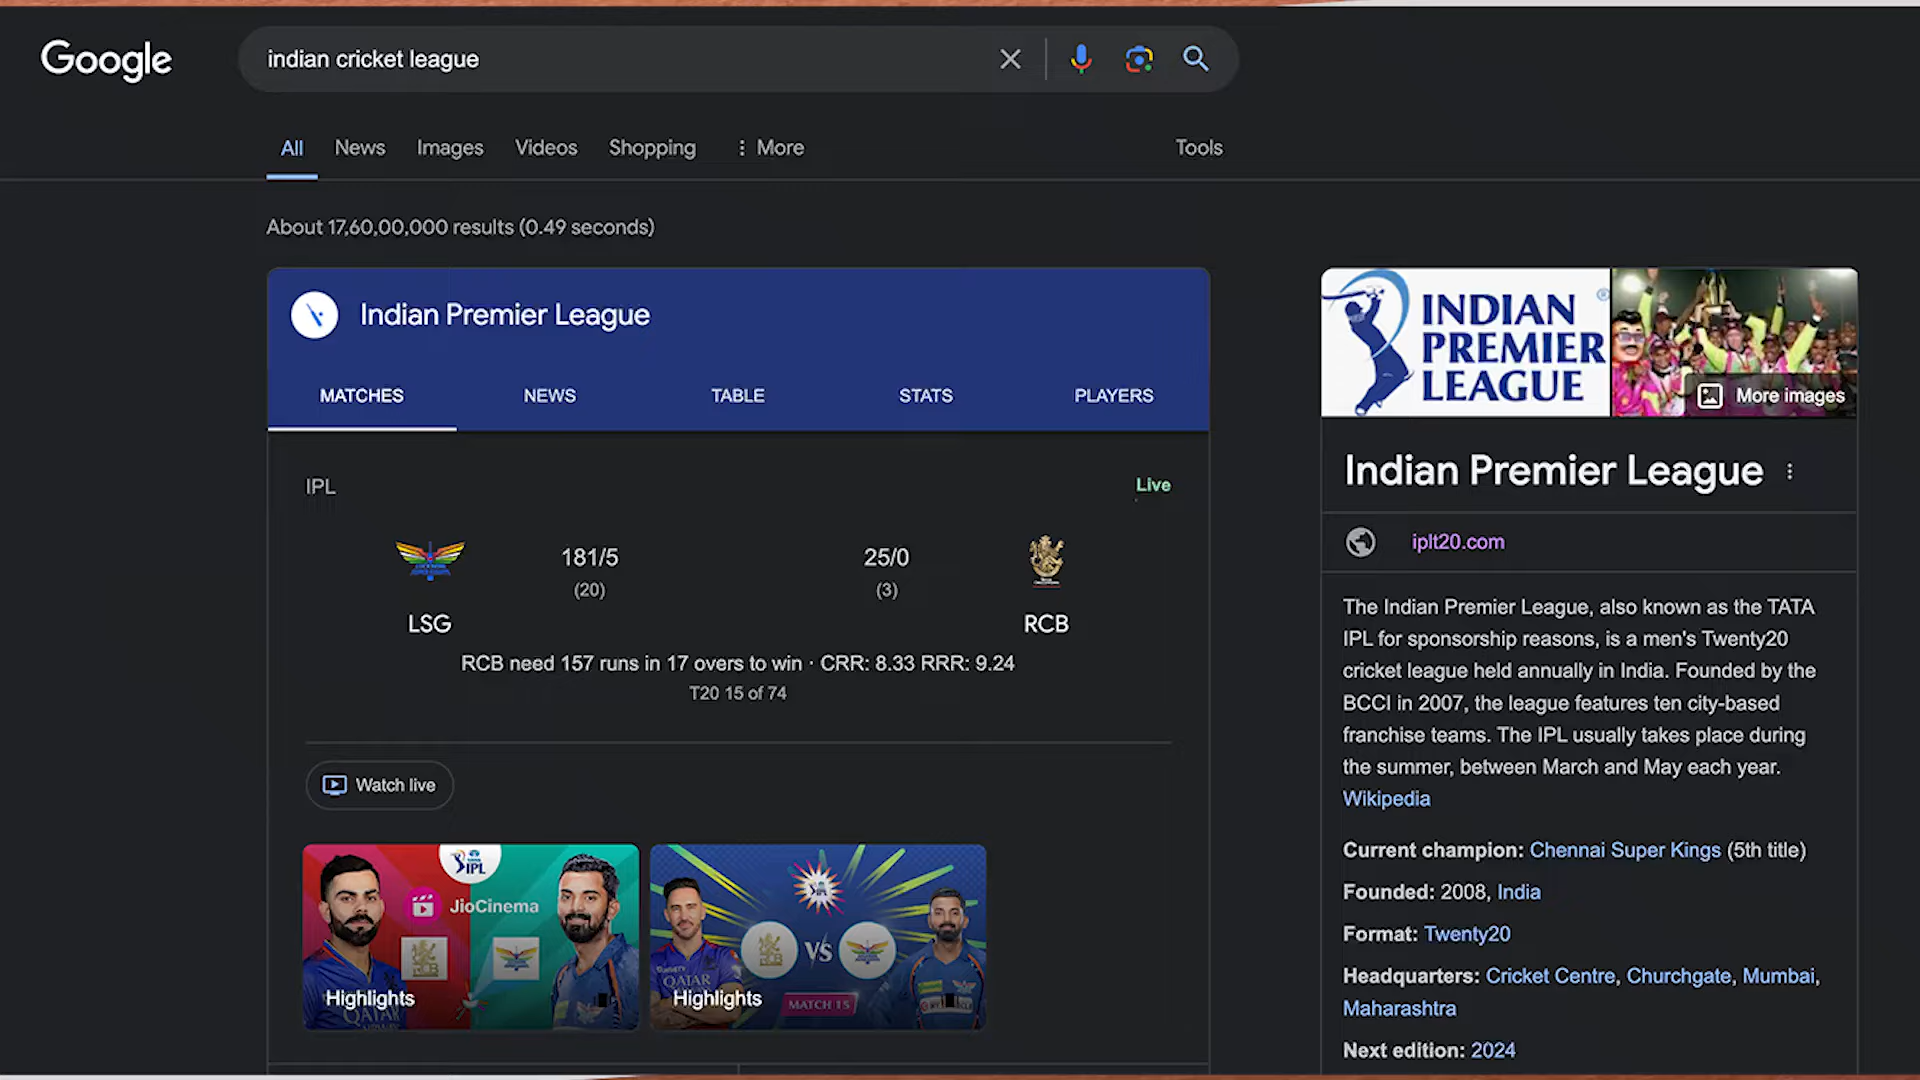 Google
indian cricket league
All
News
Images
Videos
Shopping
More
Tools
About 17,60,00,000 results (0.49 seconds)
Indian Premier League
MATCHES
NEWS
TABLE
STATS
PLAYERS
IPL
Live
181/5
(20)
25/0
(3)
LSG
RCB
RCB need 157 runs in 17 overs to win · CRR: 8.33 RRR: 9.24
T20 15 of 74
Watch live
IPL
JioCinema
RCB
Highlights
QATAR
VS
QATAR
Highlights
MATCH 15
INDIAN
PREMIER
LEAGUE
®
More images
Indian Premier League
iplt20.com
The Indian Premier League, also known as the TATA
IPL for sponsorship reasons, is a men's Twenty20
cricket league held annually in India. Founded by the
BCCI in 2007, the league features ten city-based
franchise teams. The IPL usually takes place during
the summer, between March and May each year.
Wikipedia
Current champion: Chennai Super Kings (5th title)
Founded: 2008, India
Format: Twenty20
Headquarters: Cricket Centre, Churchgate, Mumbai,
Maharashtra
Next edition: 2024